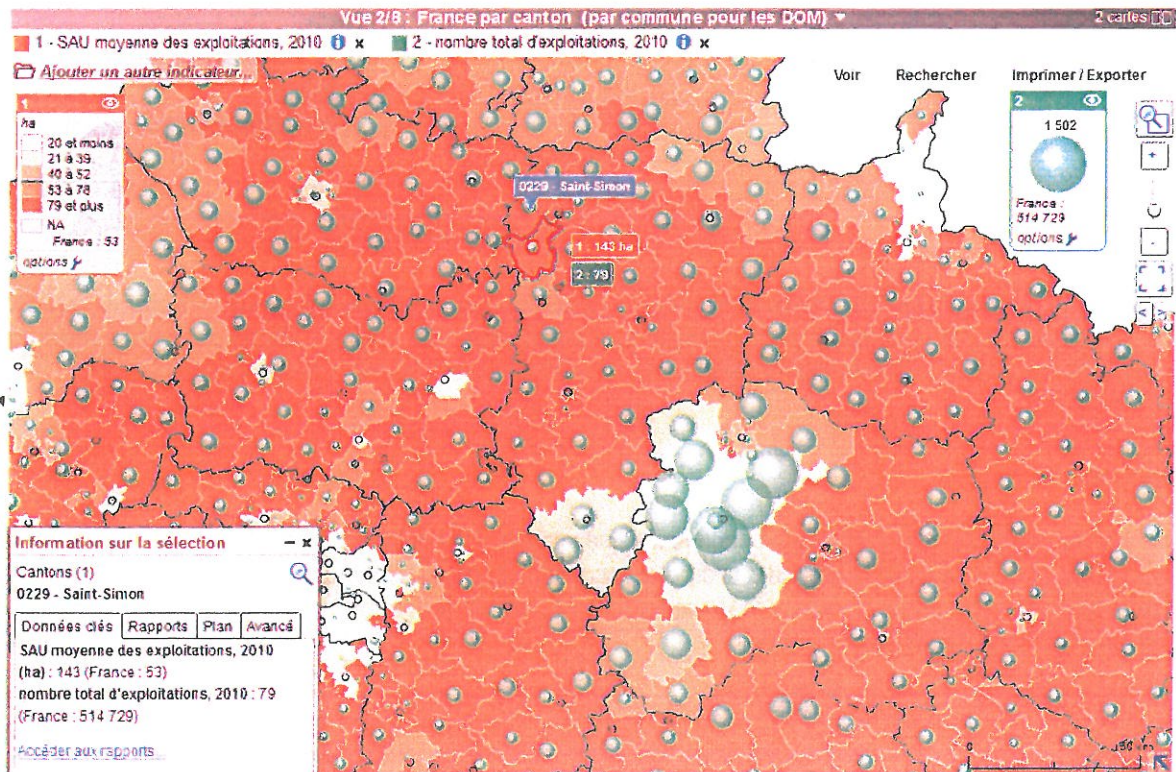 Vue 2/8 : France par canton (par commune pour les DOM)
2 cartes
1 - SAU moyenne des exploitations, 2010 i x
2 - nombre total d'exploitations, 2010 i x
Ajouter un autre indicateur...
Voir Rechercher Imprimer / Exporter
1
ha
20 et moins
21 à 39
40 à 52
53 à 78
79 et plus
NA
France : 53
options
2
1 502
France :
514 729
options
+
-
< >
0229 - Saint-Simon
1 : 143 ha
2 : 79
Information sur la sélection - x
Cantons (1)
0229 - Saint-Simon
Données clés Rapports Plan Avancé
SAU moyenne des exploitations, 2010
(ha) : 143 (France : 53)
nombre total d'exploitations, 2010 : 79
(France : 514 729)
Accéder aux rapports...
0